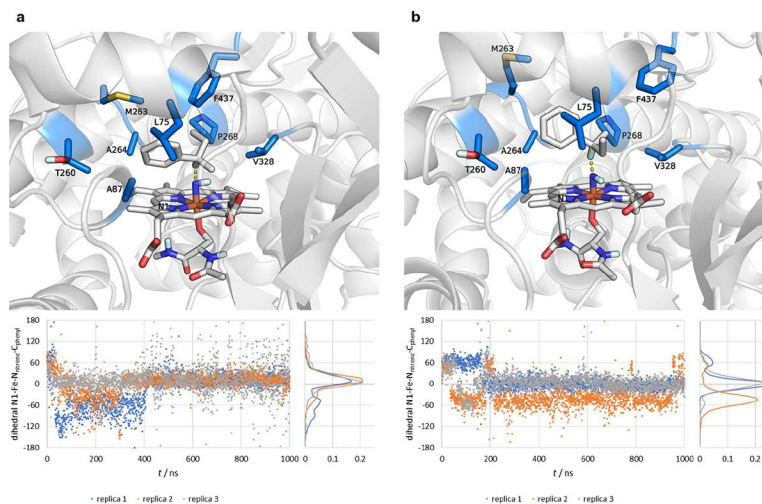 a
M263
F437
L75
A264
P268
T260
V328
A87
N1
180
120
60
0
-60
-120
-180
dihedral N1-Fe-Nnitrene-Cphenyl
0 200 400 600 800 1000
0 0.1 0.2
t / ns
replica 1 replica 2 replica 3
b
M263
F437
L75
A264
P268
T260
V328
A87
N1
180
120
60
0
-60
-120
-180
dihedral N1-Fe-Nnitrene-Cphenyl
0 200 400 600 800 1000
0 0.1 0.2
t / ns
replica 1 replica 2 replica 3